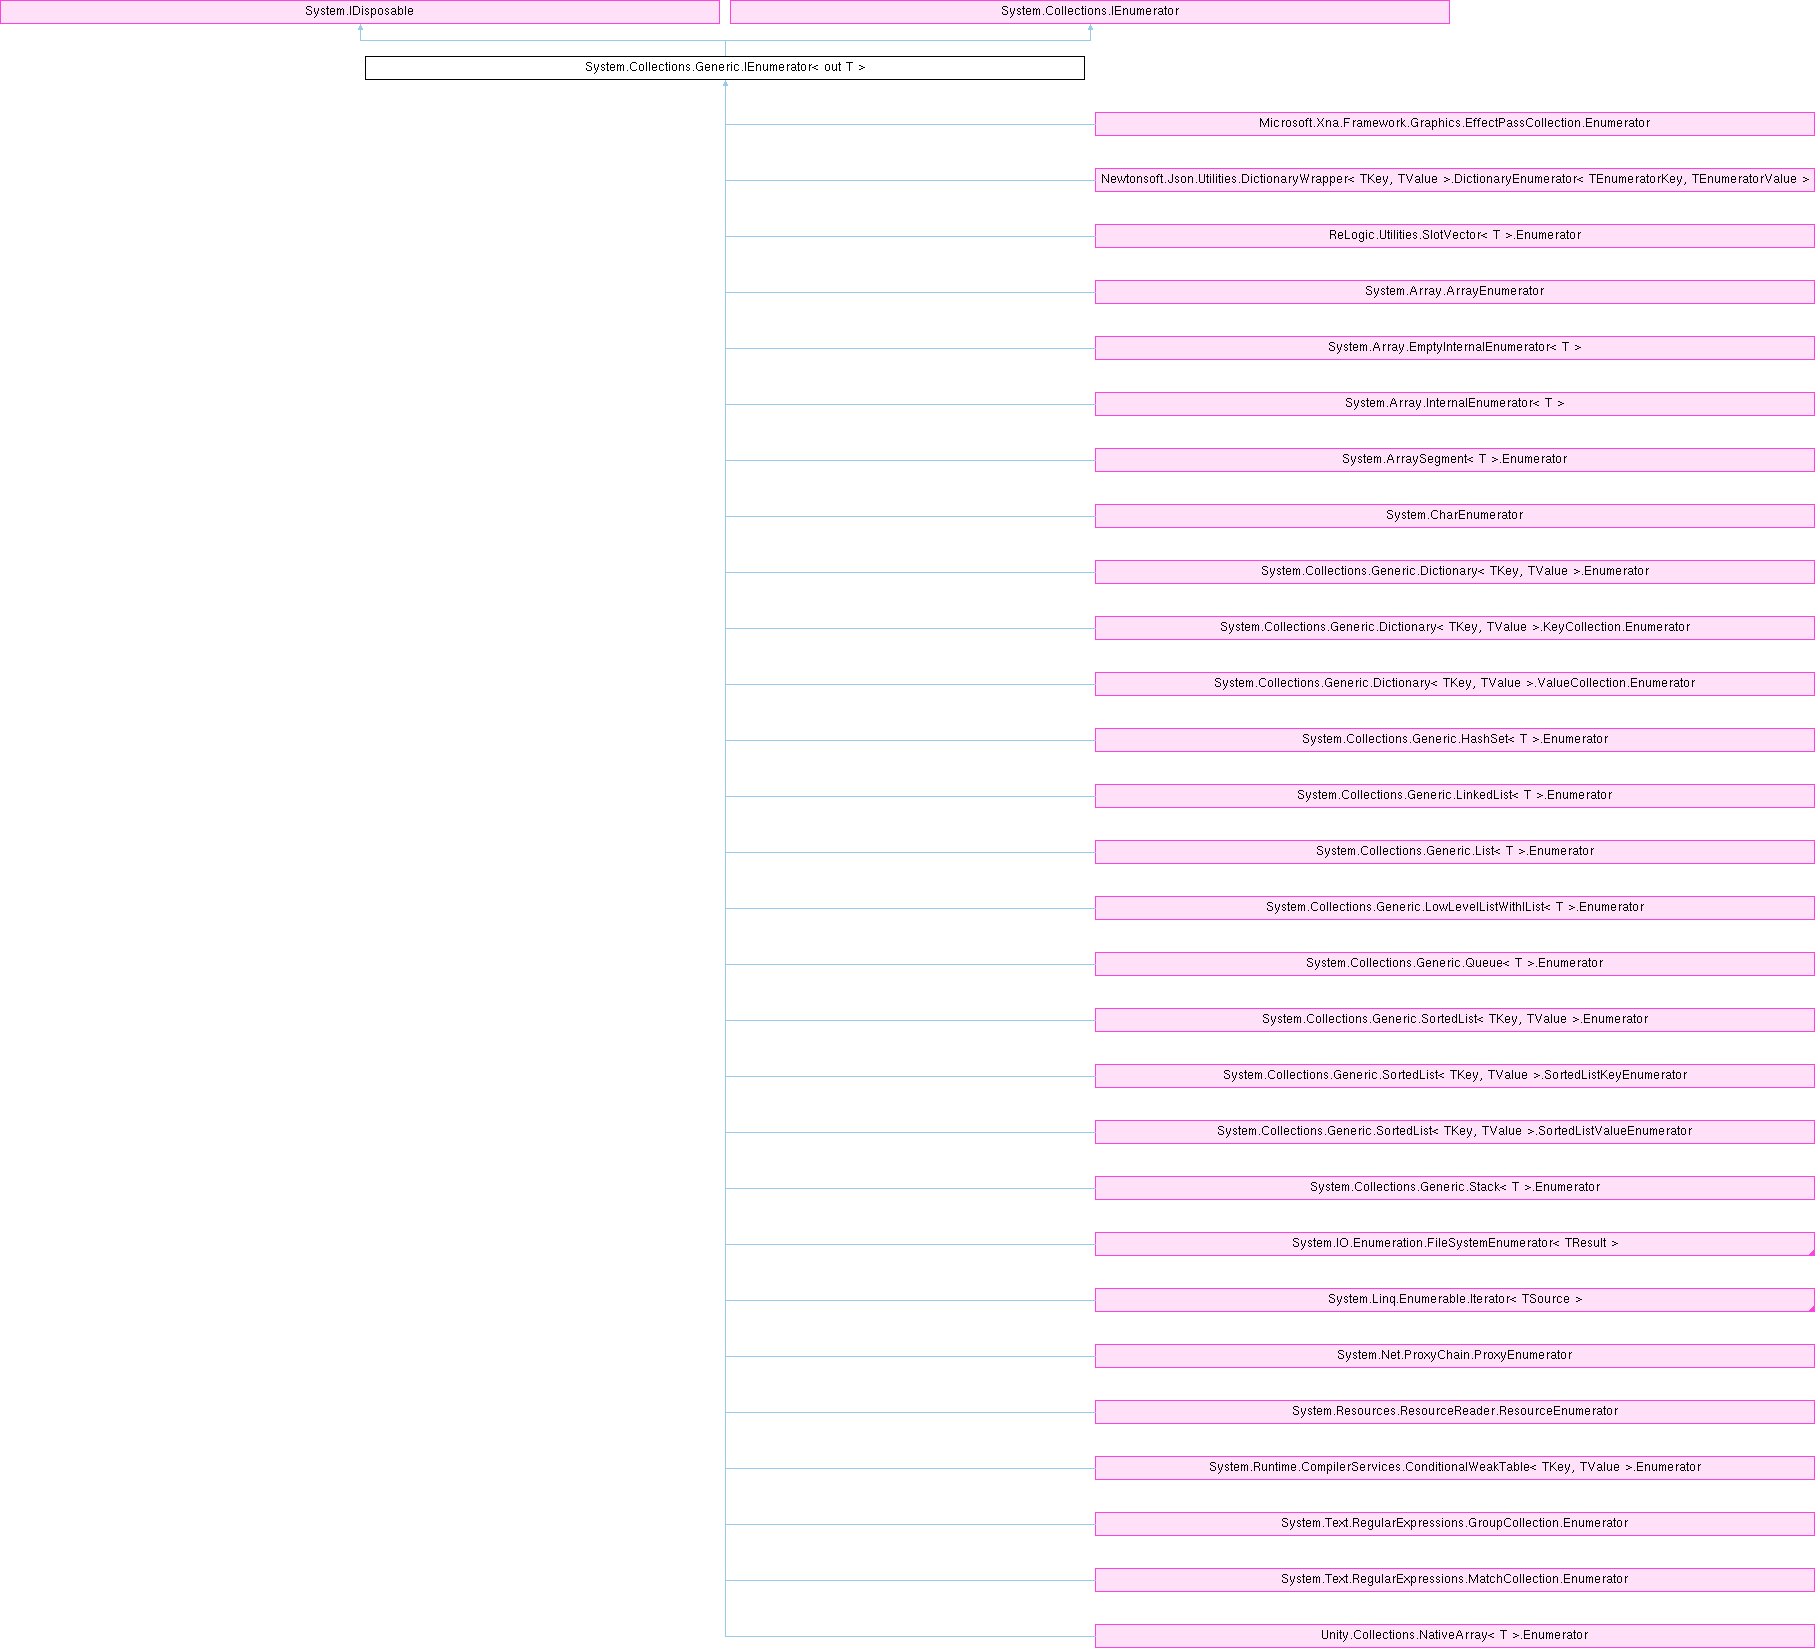 System.IDisposable
System.Collections.IEnumerator
System.Collections.Generic.IEnumerator< out T >
Microsoft.Xna.Framework.Graphics.EffectPassCollection.Enumerator
Newtonsoft.Json.Utilities.DictionaryWrapper< TKey, TValue >.DictionaryEnumerator< TEnumeratorKey, TEnumeratorValue >
ReLogic.Utilities.SlotVector< T >.Enumerator
System.Array.ArrayEnumerator
System.Array.EmptyInternalEnumerator< T >
System.Array.InternalEnumerator< T >
System.ArraySegment< T >.Enumerator
System.CharEnumerator
System.Collections.Generic.Dictionary< TKey, TValue >.Enumerator
System.Collections.Generic.Dictionary< TKey, TValue >.KeyCollection.Enumerator
System.Collections.Generic.Dictionary< TKey, TValue >.ValueCollection.Enumerator
System.Collections.Generic.HashSet< T >.Enumerator
System.Collections.Generic.LinkedList< T >.Enumerator
System.Collections.Generic.List< T >.Enumerator
System.Collections.Generic.LowLevelListWithIList< T >.Enumerator
System.Collections.Generic.Queue< T >.Enumerator
System.Collections.Generic.SortedList< TKey, TValue >.Enumerator
System.Collections.Generic.SortedList< TKey, TValue >.SortedListKeyEnumerator
System.Collections.Generic.SortedList< TKey, TValue >.SortedListValueEnumerator
System.Collections.Generic.Stack< T >.Enumerator
System.IO.Enumeration.FileSystemEnumerator< TResult >
System.Linq.Enumerable.Iterator< TSource >
System.Net.ProxyChain.ProxyEnumerator
System.Resources.ResourceReader.ResourceEnumerator
System.Runtime.CompilerServices.ConditionalWeakTable< TKey, TValue >.Enumerator
System.Text.RegularExpressions.GroupCollection.Enumerator
System.Text.RegularExpressions.MatchCollection.Enumerator
Unity.Collections.NativeArray< T >.Enumerator